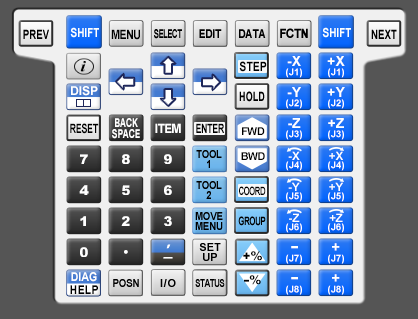 PREV SHIFT MENU SELECT EDIT DATA FCTN SHIFT NEXT
i STEP -X (J1) +X (J1)
DISP HOLD -Y (J2) +Y (J2)
RESET BACK SPACE ITEM ENTER FWD -Z (J3) +Z (J3)
7 8 9 TOOL 1 BWD -X (J4) +X (J4)
4 5 6 TOOL 2 COORD -Y (J5) +Y (J5)
1 2 3 MOVE MENU GROUP -Z (J6) +Z (J6)
0 . ,- SET UP +% - (J7) + (J7)
DIAG HELP POSN I/O STATUS -% - (J8) + (J8)